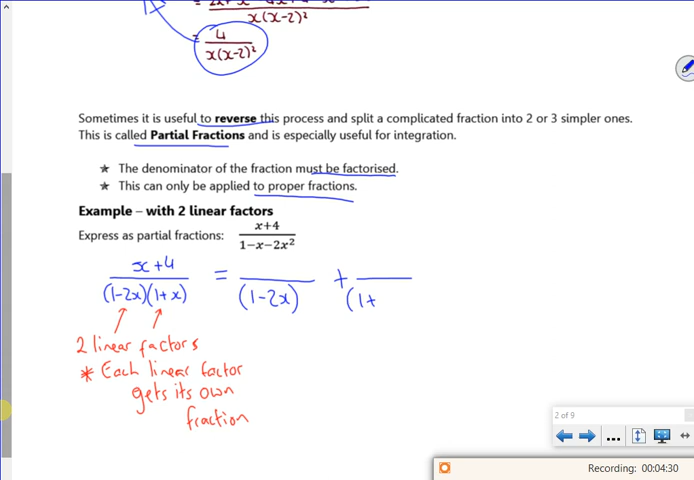 x(x-2)²
= 4/(x(x-2)²)
Sometimes it is useful to reverse this process and split a complicated fraction into 2 or 3 simpler ones.
This is called Partial Fractions and is especially useful for integration.
★ The denominator of the fraction must be factorised.
★ This can only be applied to proper fractions.
Example – with 2 linear factors
Express as partial fractions: (x+4)/(1−x−2x²)
(x+4)/((1-2x)(1+x)) = /(1-2x) + /(1+
2 linear factors
* Each linear factor
gets its own
fraction
2 of 9
Recording: 00:04:30